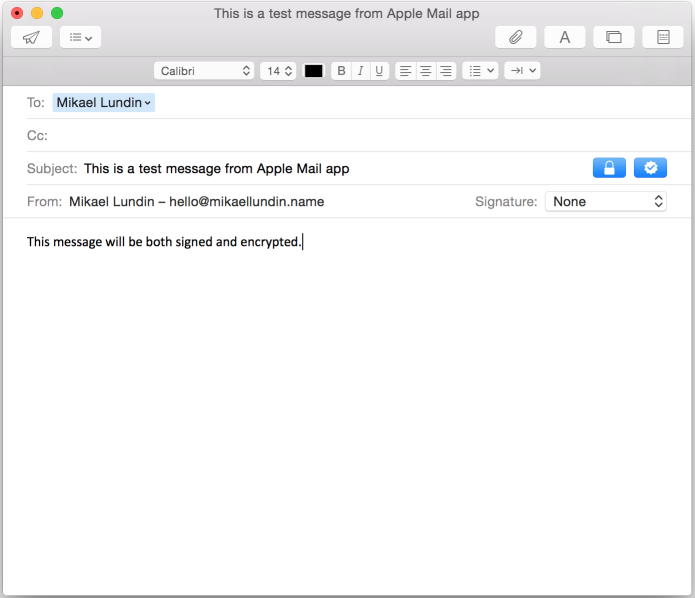 This is a test message from Apple Mail app
A
Calibri 14 B I U
To: Mikael Lundin
Cc:
Subject: This is a test message from Apple Mail app
From: Mikael Lundin – hello@mikaellundin.name Signature: None
This message will be both signed and encrypted.